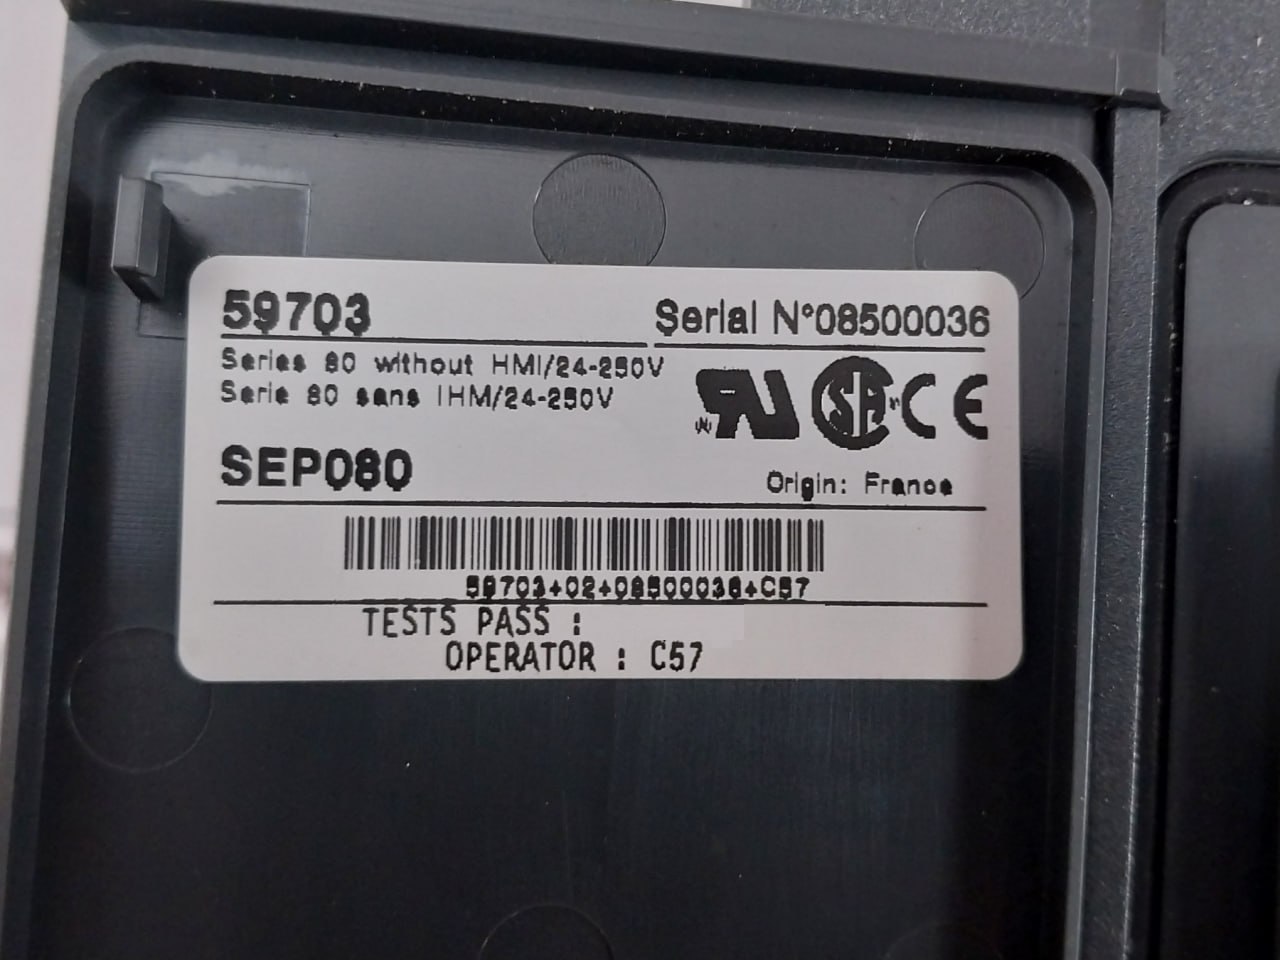 59703 Serial N°08500036
Series 80 without HMI/24-250V
Serie 80 sans IHM/24-250V
SEP080
Origin: France
59703+02+08500036+C57
TESTS PASS :
OPERATOR : C57